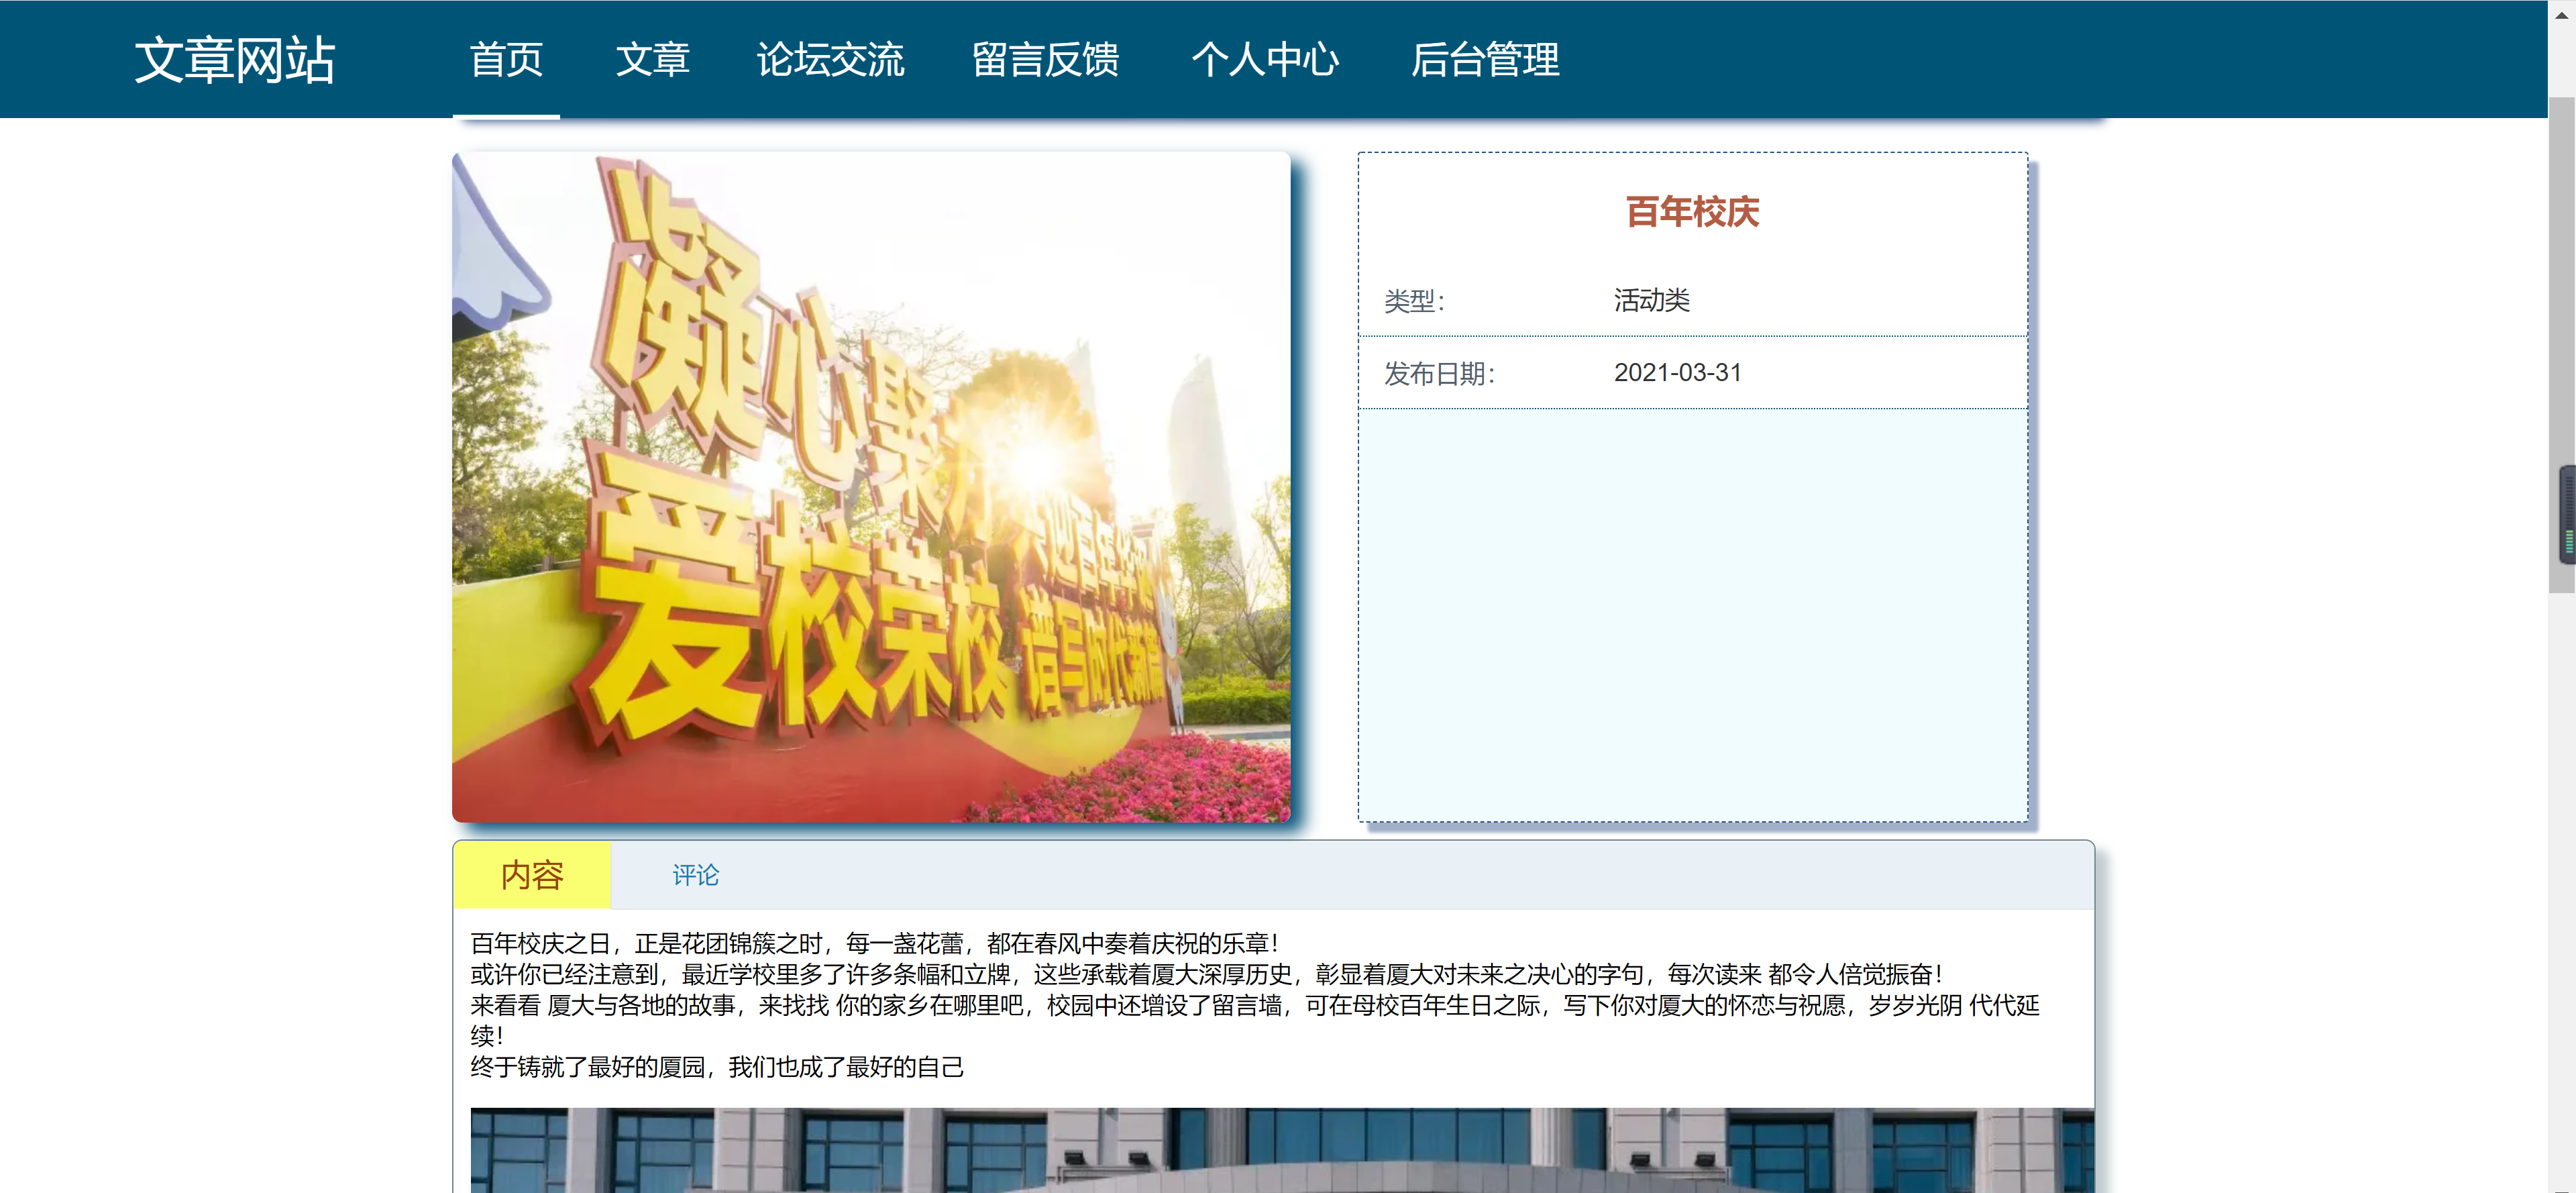 文章网站
首页
文章
论坛交流
留言反馈
个人中心
后台管理
凝心聚力
爱校荣校
谱写时代新篇
百年校庆
类型：
活动类
发布日期：
2021-03-31
内容
评论
百年校庆之日，正是花团锦簇之时，每一盏花蕾，都在春风中奏着庆祝的乐章！
或许你已经注意到，最近学校里多了许多条幅和立牌，这些承载着厦大深厚历史，彰显着厦大对未来之决心的字句，每次读来 都令人倍觉振奋！
来看看 厦大与各地的故事，来找找 你的家乡在哪里吧，校园中还增设了留言墙，可在母校百年生日之际，写下你对厦大的怀恋与祝愿，岁岁光阴 代代延
续！
终于铸就了最好的厦园，我们也成了最好的自己